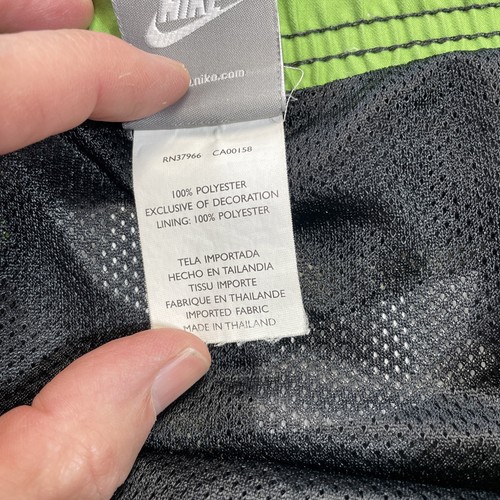 NIKE
.nike.com
RN37966 CA00158
100% POLYESTER
EXCLUSIVE OF DECORATION
LINING: 100% POLYESTER
TELA IMPORTADA
HECHO EN TAILANDIA
TISSU IMPORTE
FABRIQUE EN THAILANDE
IMPORTED FABRIC
MADE IN THAILAND